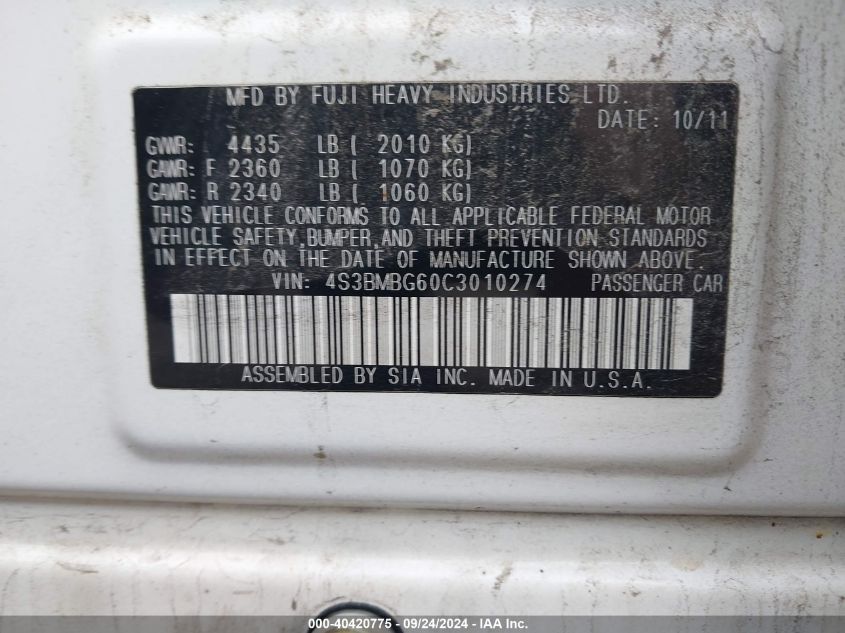 MFD BY FUJI HEAVY INDUSTRIES LTD.
DATE: 10/11
GVWR: 4435 LB ( 2010 KG)
GAWR: F 2360 LB ( 1070 KG)
GAWR: R 2340 LB ( 1060 KG)
THIS VEHICLE CONFORMS TO ALL APPLICABLE FEDERAL MOTOR
VEHICLE SAFETY, BUMPER, AND THEFT PREVENTION STANDARDS
IN EFFECT ON THE DATE OF MANUFACTURE SHOWN ABOVE.
VIN: 4S3BMBG60C3010274 PASSENGER CAR
ASSEMBLED BY SIA INC. MADE IN U.S.A.
000-40420775 - 09/24/2024 - IAA Inc.